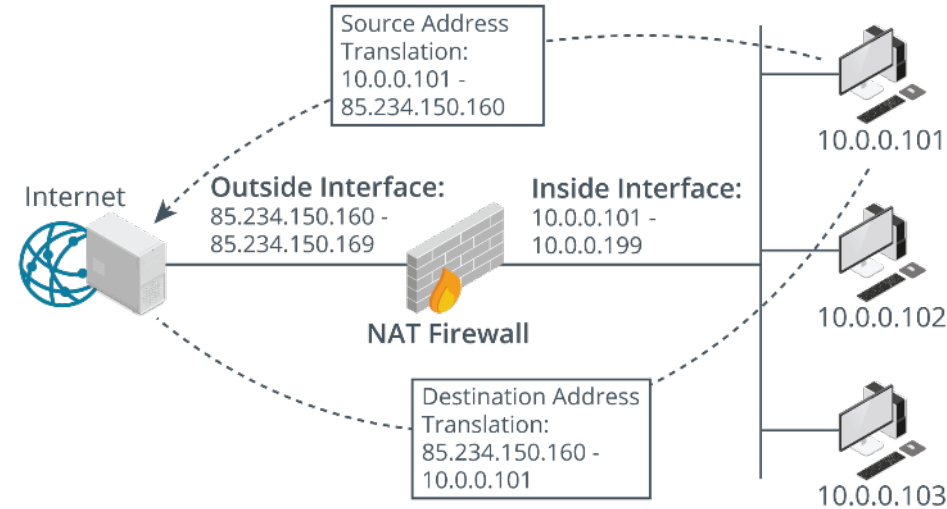 Source Address
Translation:
10.0.0.101 -
85.234.150.160
10.0.0.101
Internet
Outside Interface:
85.234.150.160 -
85.234.150.169
Inside Interface:
10.0.0.101 -
10.0.0.199
NAT Firewall
10.0.0.102
Destination Address
Translation:
85.234.150.160 -
10.0.0.101
10.0.0.103